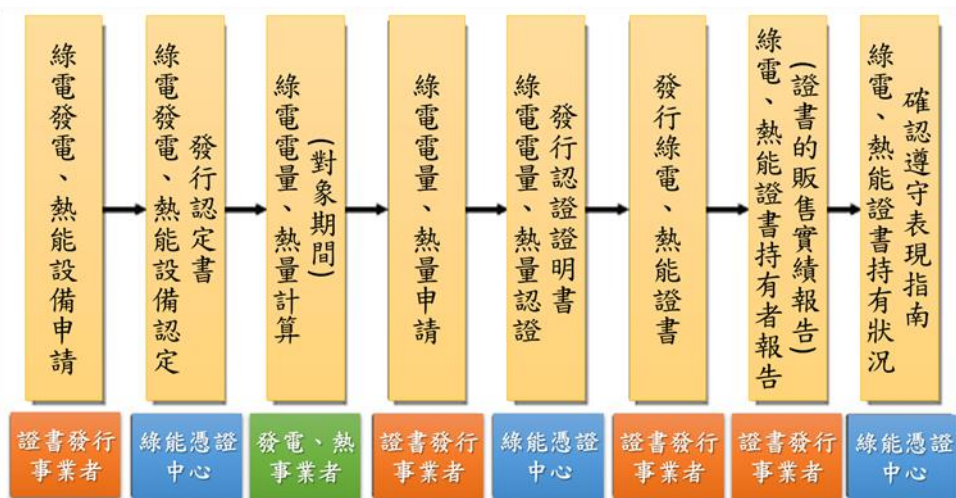 綠電發電、熱能設備申請
發行認定書
綠電發電、熱能設備認定
(對象期間)
綠電電量、熱量計算
綠電電量、熱量申請
發行認證證明書
綠電電量、熱量認證
發行綠電、熱能證書
(證書的販售實績報告)
綠電、熱能證書持有者報告
確認遵守表現指南
綠電、熱能證書持有狀況
證書發行
事業者
綠能憑證
中心
發電、熱
事業者
證書發行
事業者
綠能憑證
中心
證書發行
事業者
證書發行
事業者
綠能憑證
中心